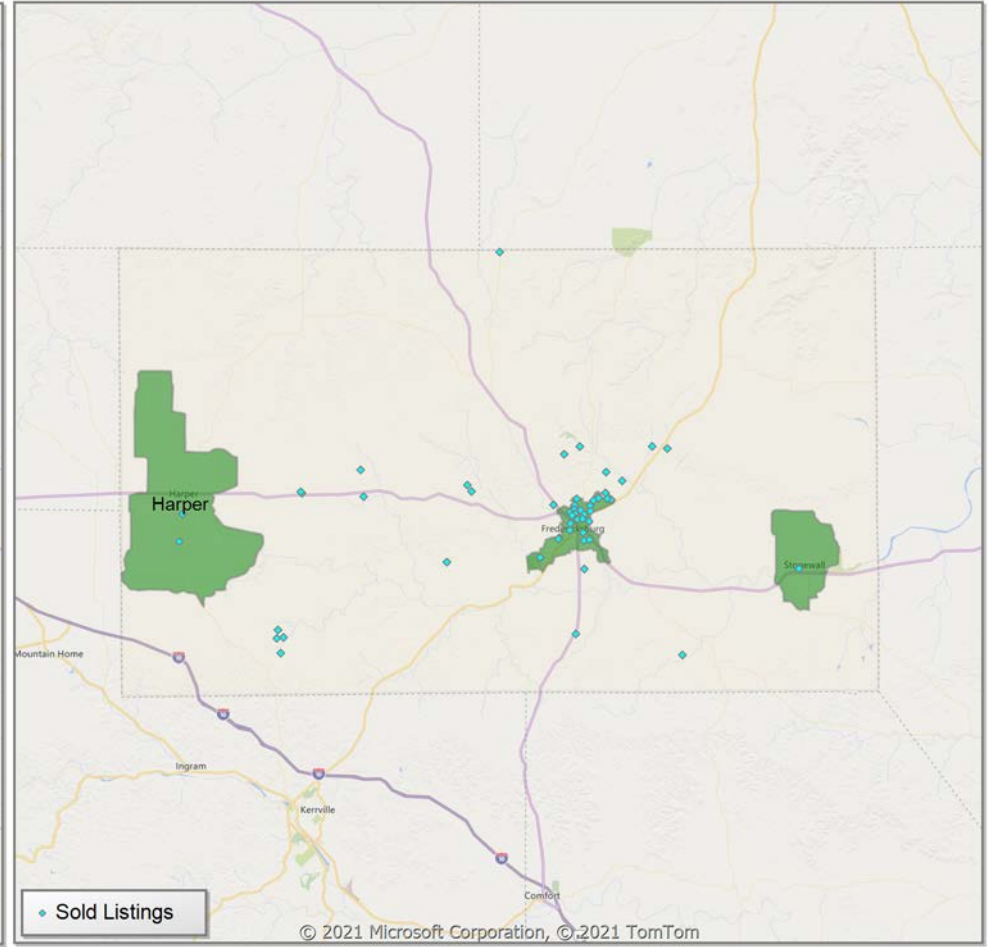 Harper
Harper
Fredericksburg
Stonewall
Mountain Home
Ingram
Kerrville
Comfort
Sold Listings
© 2021 Microsoft Corporation, © 2021 TomTom